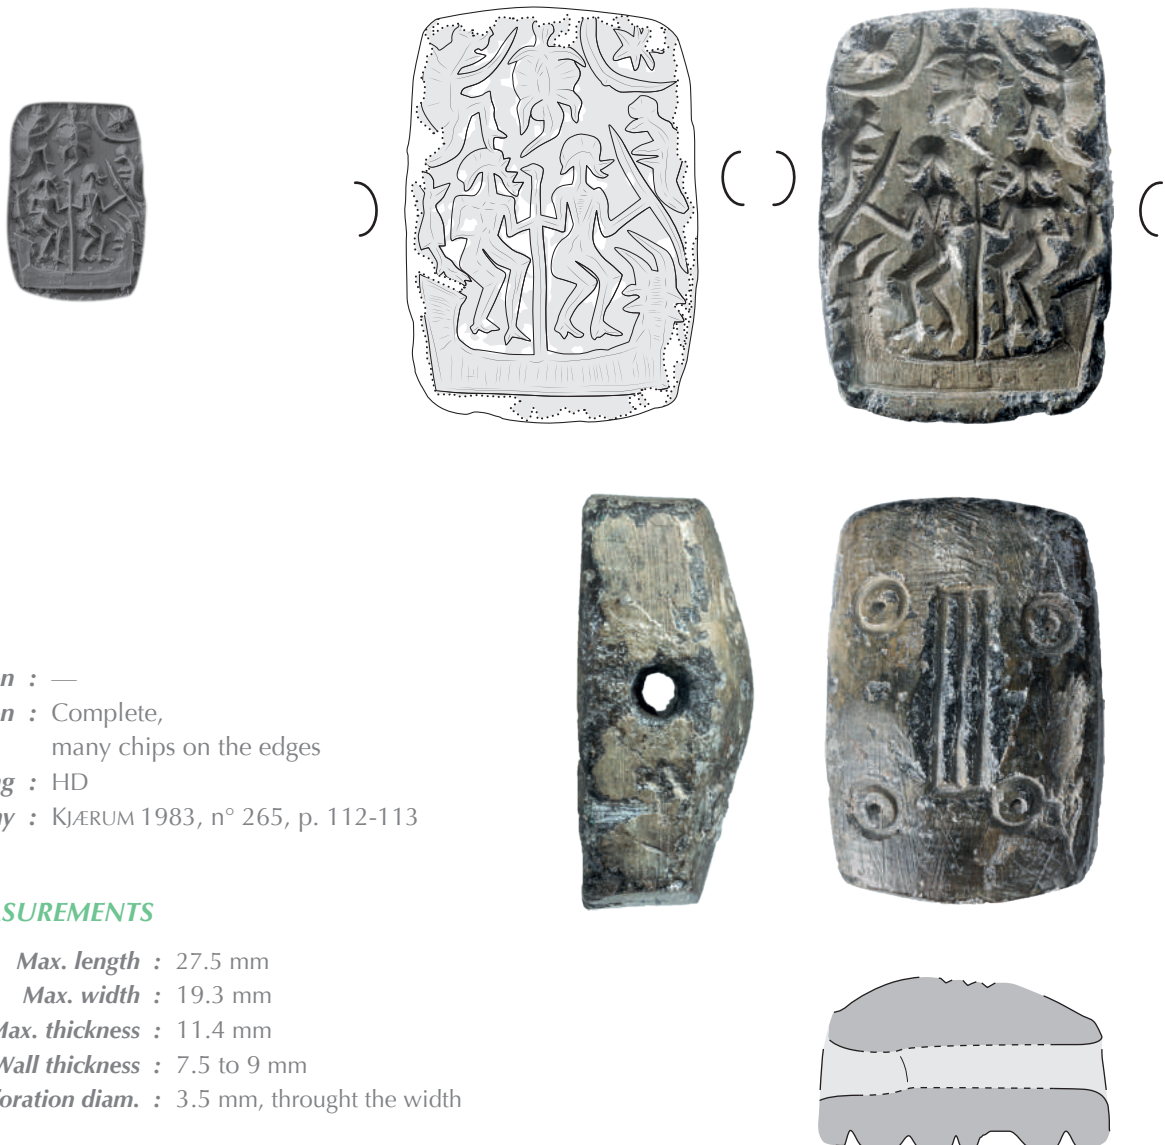 n : —
n : Complete,
many chips on the edges
g : HD
y : KJÆRUM 1983, n° 265, p. 112-113
SUREMENTS
Max. length : 27.5 mm
Max. width : 19.3 mm
Max. thickness : 11.4 mm
Wall thickness : 7.5 to 9 mm
oration diam. : 3.5 mm, throught the width